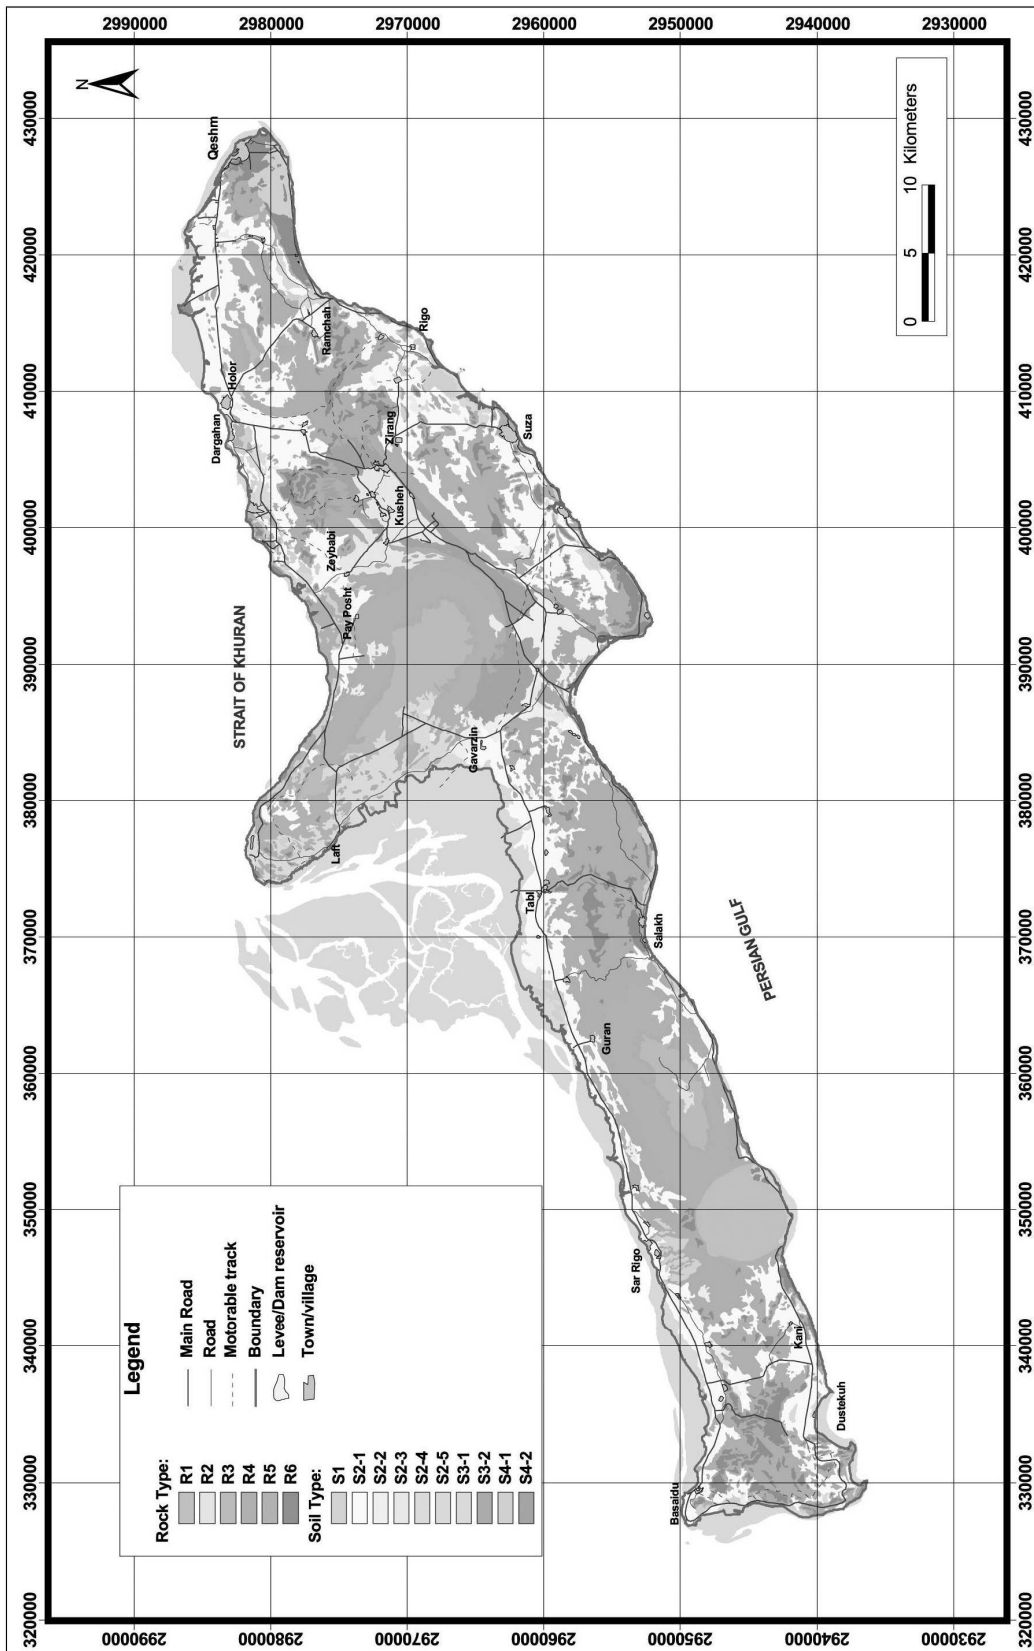 2990000
2980000
2970000
2960000
2950000
2940000
2930000
320000
330000
340000
350000
360000
370000
380000
390000
400000
410000
420000
430000
N
STRAIT OF KHURAN
PERSIAN GULF
Qeshm
Holor
Dargahan
Ramchah
Rigo
Zirang
Suza
Kusheh
Zeybabi
Pay Posht
Gavarzin
Laft
Tabl
Salakh
Guran
Sar Rigo
Kani
Dustekuh
Basaidu
Legend
Rock Type:
R1
R2
R3
R4
R5
R6
Soil Type:
S1
S2-1
S2-2
S2-3
S2-4
S2-5
S3-1
S3-2
S4-1
S4-2
Main Road
Road
Motorable track
Boundary
Levee/Dam reservoir
Town/village
0 5 10 Kilometers
320000
330000
340000
350000
360000
370000
380000
390000
400000
410000
420000
430000
2990000
2980000
2970000
2960000
2950000
2940000
2930000